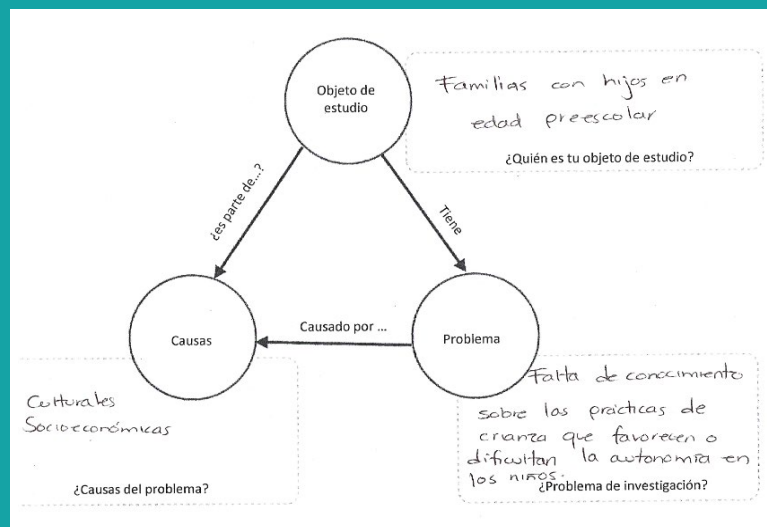 Objeto de
estudio
Familias con hijos en
edad preescolar
¿Quién es tu objeto de estudio?
¿es parte de...?
Tiene
Causas
Causado por ...
Problema
Culturales
Socioeconómicas
¿Causas del problema?
Falta de conocimiento
sobre las prácticas de
crianza que favorecen o
dificultan la autonomía en
los niños.
¿Problema de investigación?